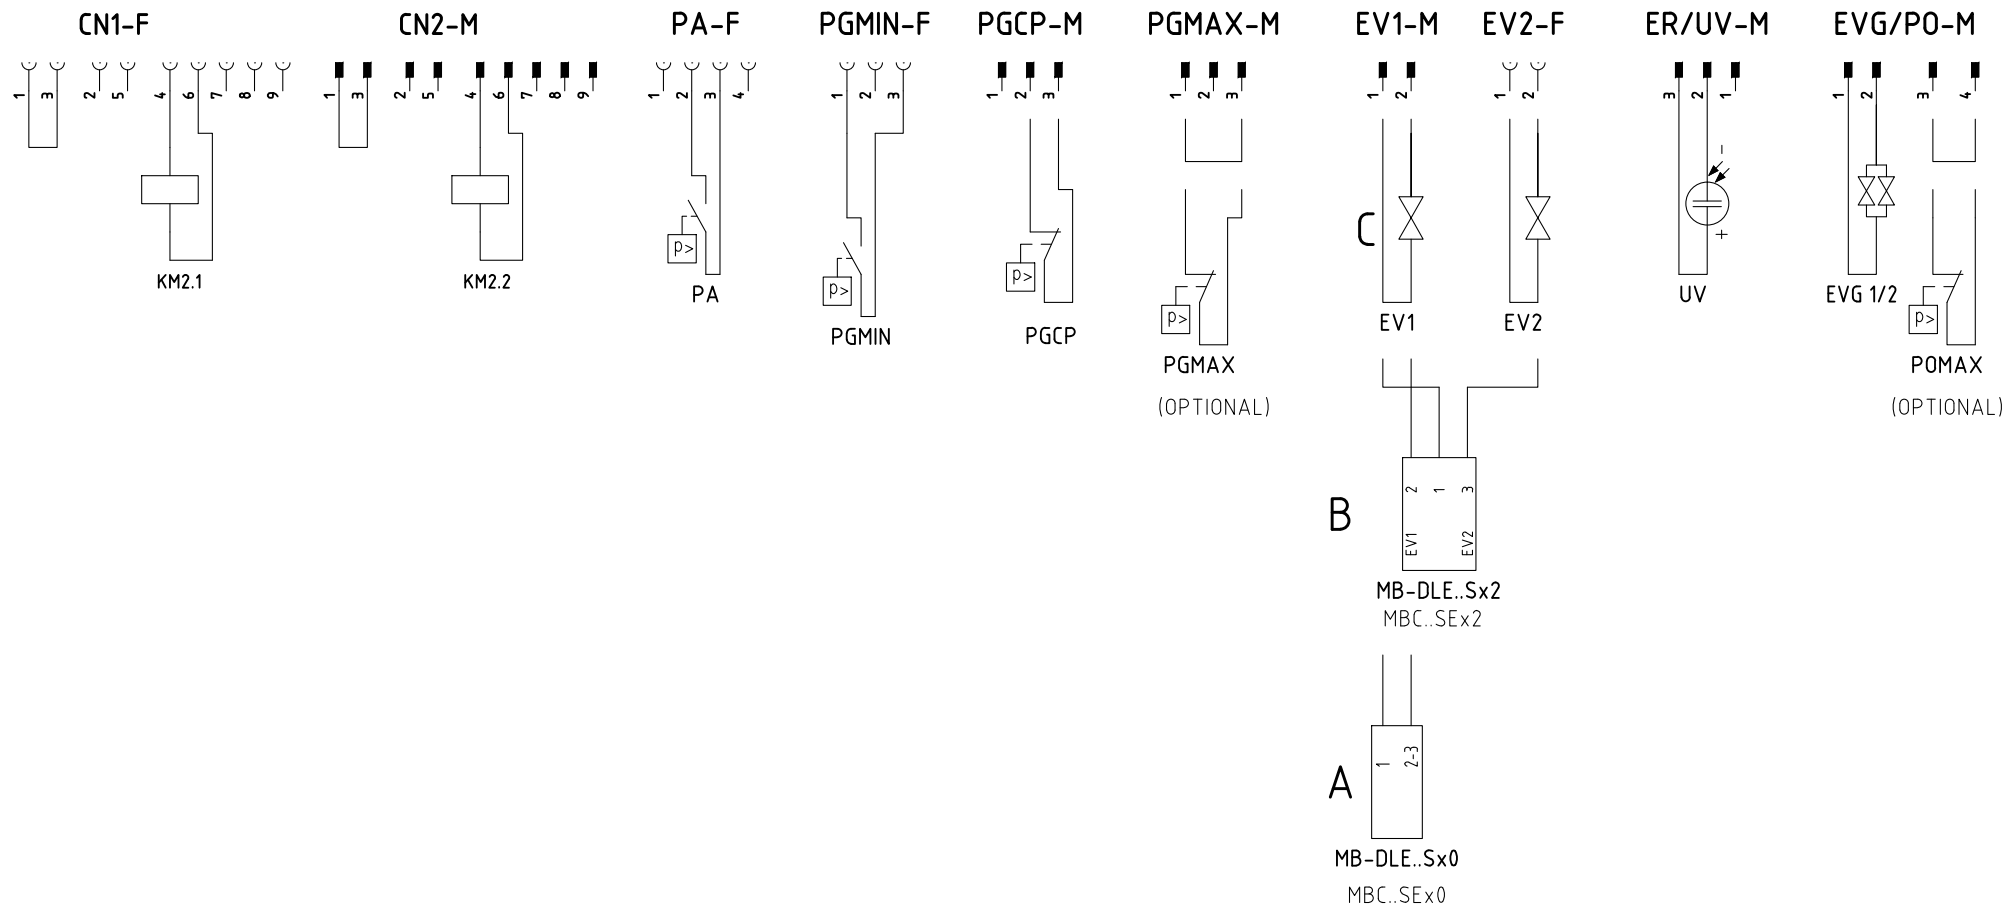 CN1-F CN2-M PA-F PGMIN-F PGCP-M PGMAX-M EV1-M EV2-F ER/UV-M EVG/PO-M
1 3 2 5 4 6 7 8 9 1 3 2 5 4 6 7 8 9 1 2 3 4 1 2 3 1 2 3 1 2 3 1 2 1 2 3 2 1 1 2 3 4
-
C
+
p> p> p> p> p>
KM2.1 KM2.2 PA PGMIN PGCP PGMAX EV1 EV2 UV EVG 1/2 POMAX
(OPTIONAL) (OPTIONAL)
2 1 3
B
EV1 EV2
MB-DLE..Sx2
MBC..SEx2
1 2-3
A
MB-DLE..Sx0
MBC..SEx0